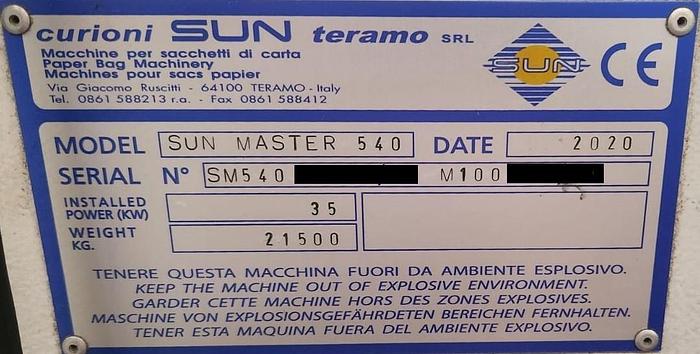 curioni SUN teramo SRL
Macchine per sacchetti di carta
Paper Bag Machinery
Machines pour sacs papier
Via Giacomo Ruscitti - 64100 TERAMO - Italy
Tel. 0861 588213 r.a. - Fax 0861 588412
SUN CE
MODEL SUN MASTER 540 DATE 2020
SERIAL N° SM540 M100
INSTALLED POWER (KW) 35
WEIGHT KG. 21500
TENERE QUESTA MACCHINA FUORI DA AMBIENTE ESPLOSIVO.
KEEP THE MACHINE OUT OF EXPLOSIVE ENVIRONMENT.
GARDER CETTE MACHINE HORS DES ZONES EXPLOSIVES.
MASCHINE VON EXPLOSIONSGEFÄHRDETEN BEREICHEN FERNHALTEN.
TENER ESTA MAQUINA FUERA DEL AMBIENTE EXPLOSIVO.